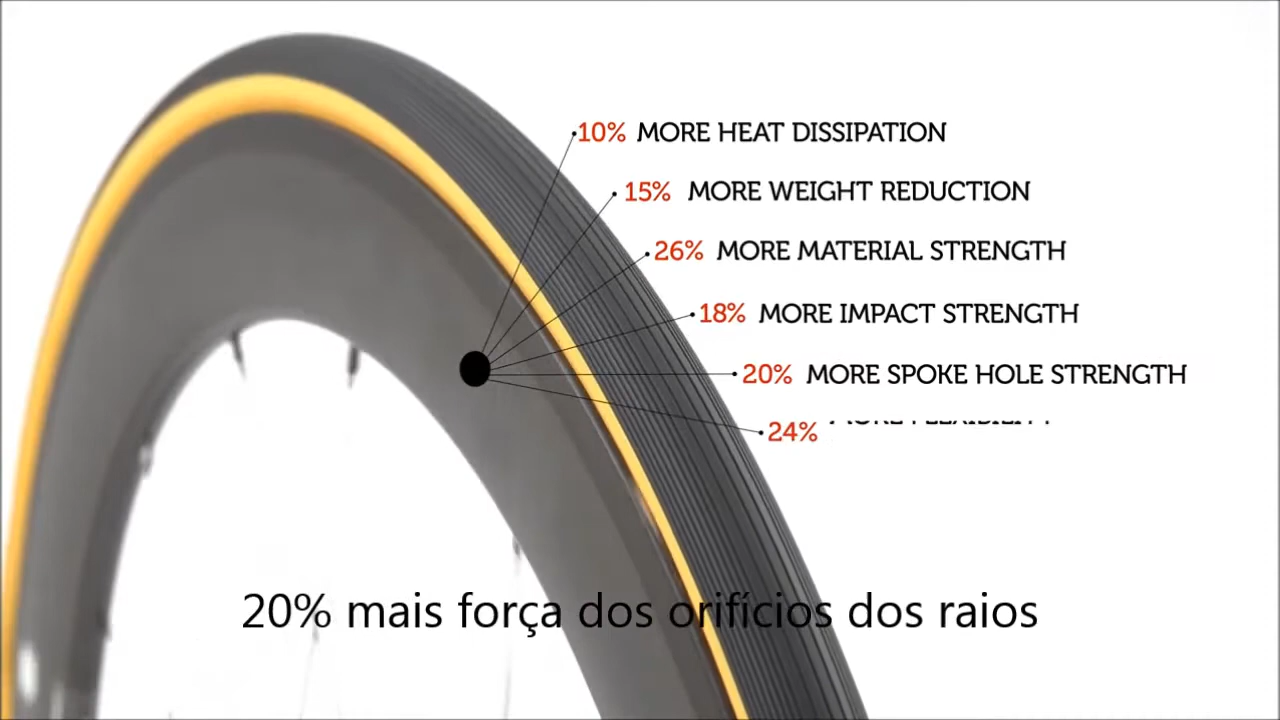 10% MORE HEAT DISSIPATION
15% MORE WEIGHT REDUCTION
26% MORE MATERIAL STRENGTH
18% MORE IMPACT STRENGTH
20% MORE SPOKE HOLE STRENGTH
24%
20% mais força dos orifícios dos raios